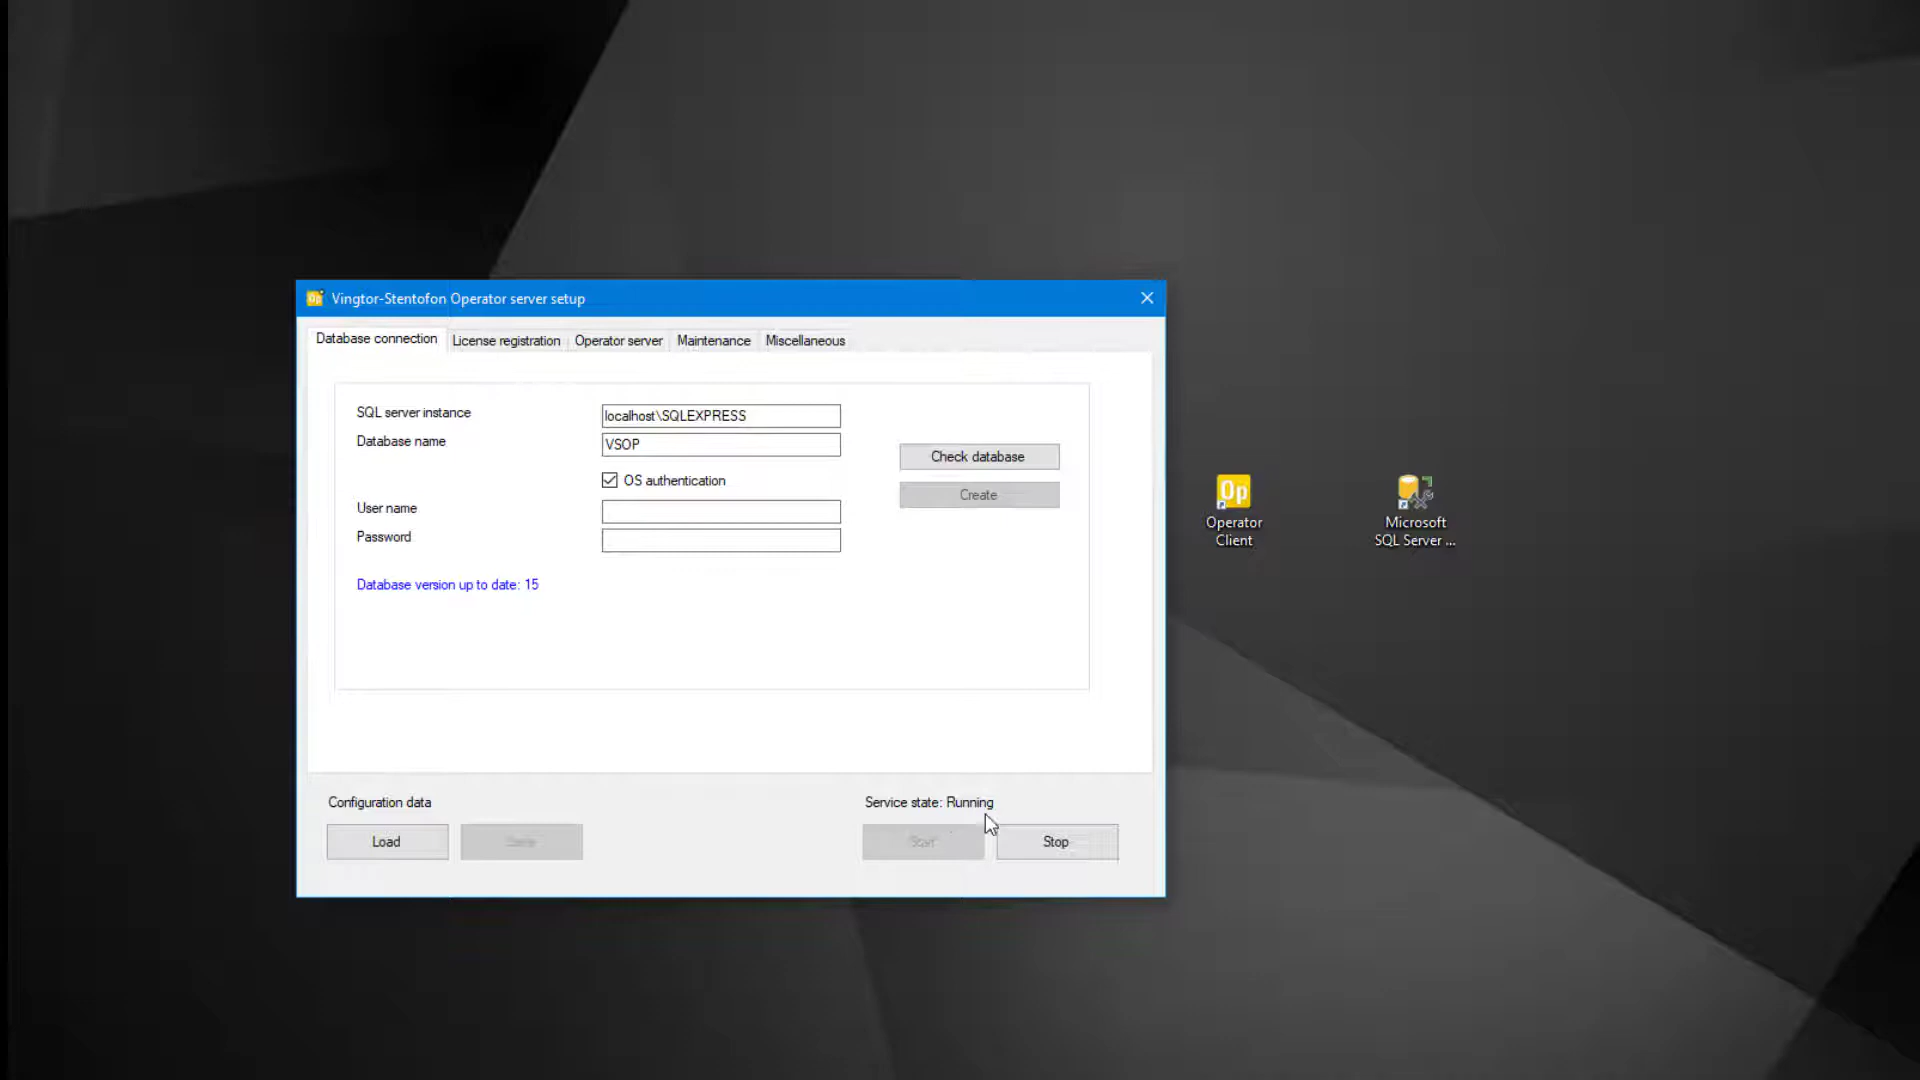 Vingtor-Stentofon Operator server setup
Database connection License registration Operator server Maintenance Miscellaneous
SQL server instance localhost\SQLEXPRESS
Database name VSOP
Check database
OS authentication
Create
User name
Password
Database version up to date: 15
Op
Operator
Client
Microsoft
SQL Server ...
Configuration data
Service state: Running
Load
Start Stop